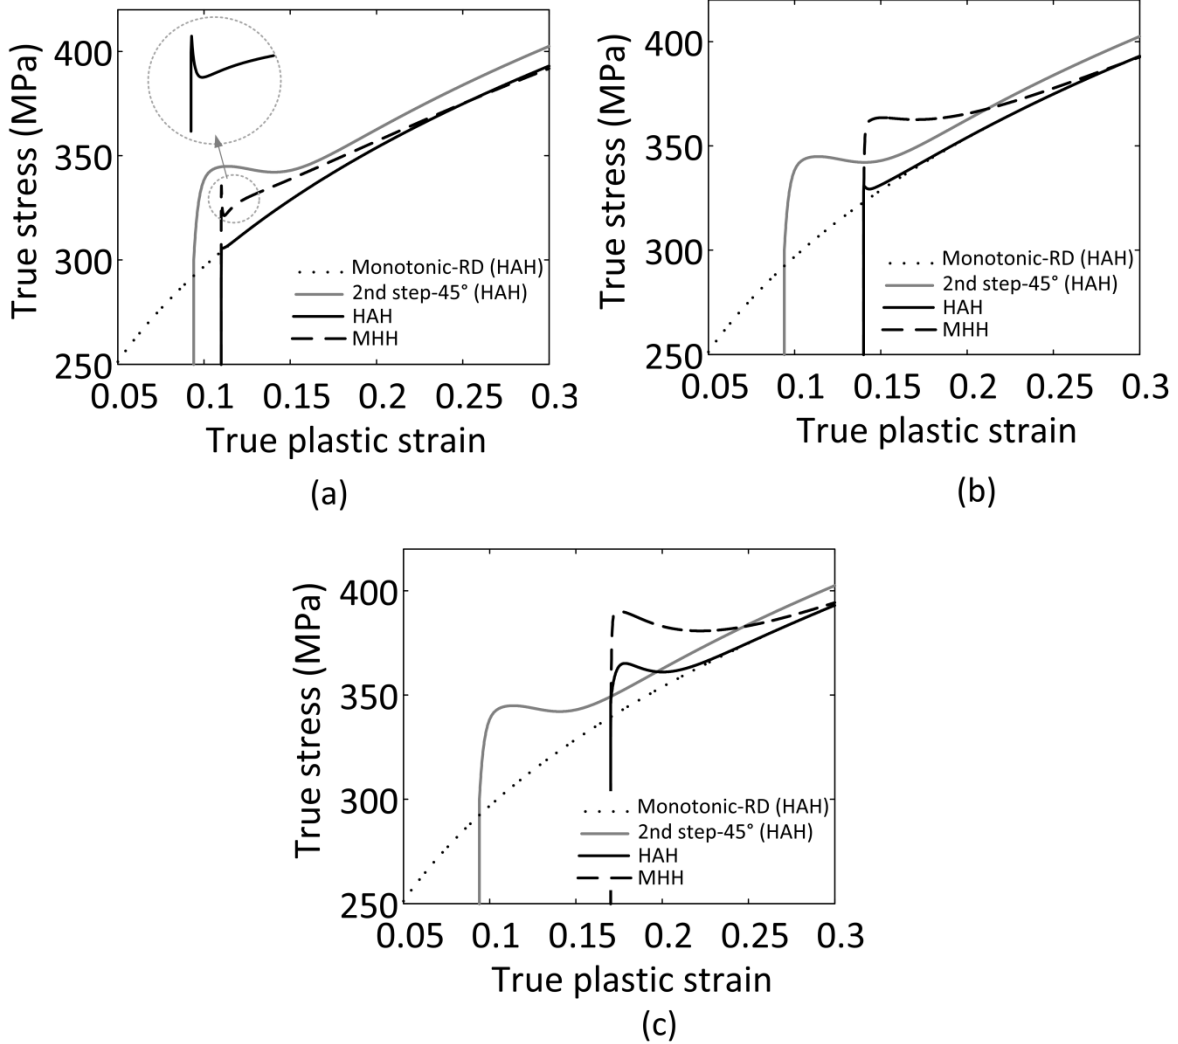 True stress (MPa)
400
350
300
250
Monotonic-RD (HAH)
2nd step-45° (HAH)
HAH
MHH
0.05 0.1 0.15 0.2 0.25 0.3
True plastic strain
(a)
True stress (MPa)
400
350
300
250
Monotonic-RD (HAH)
2nd step-45° (HAH)
HAH
MHH
0.05 0.1 0.15 0.2 0.25 0.3
True plastic strain
(b)
True stress (MPa)
400
350
300
250
Monotonic-RD (HAH)
2nd step-45° (HAH)
HAH
MHH
0.05 0.1 0.15 0.2 0.25 0.3
True plastic strain
(c)